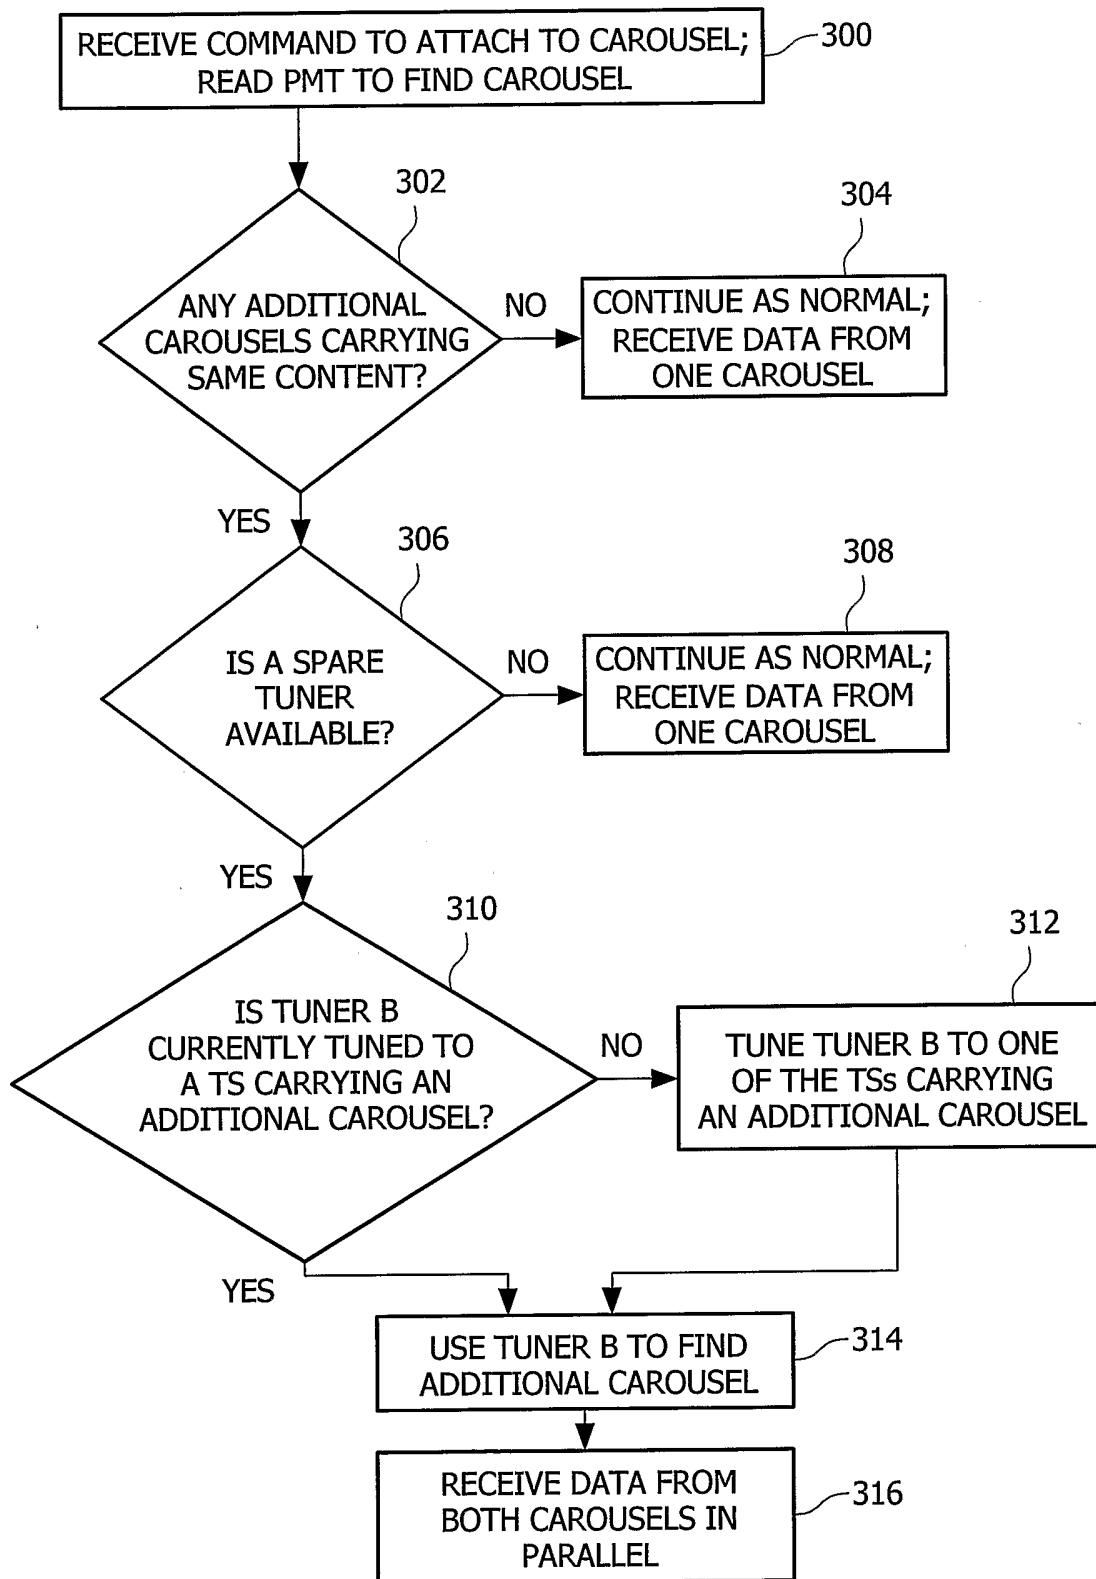 RECEIVE COMMAND TO ATTACH TO CAROUSEL;
READ PMT TO FIND CAROUSEL
300
302
ANY ADDITIONAL
CAROUSELS CARRYING
SAME CONTENT?
NO
304
CONTINUE AS NORMAL;
RECEIVE DATA FROM
ONE CAROUSEL
YES
306
IS A SPARE
TUNER
AVAILABLE?
NO
308
CONTINUE AS NORMAL;
RECEIVE DATA FROM
ONE CAROUSEL
YES
310
IS TUNER B
CURRENTLY TUNED TO
A TS CARRYING AN
ADDITIONAL CAROUSEL?
NO
312
TUNE TUNER B TO ONE
OF THE TSs CARRYING
AN ADDITIONAL CAROUSEL
YES
USE TUNER B TO FIND
ADDITIONAL CAROUSEL
314
RECEIVE DATA FROM
BOTH CAROUSELS IN
PARALLEL
316